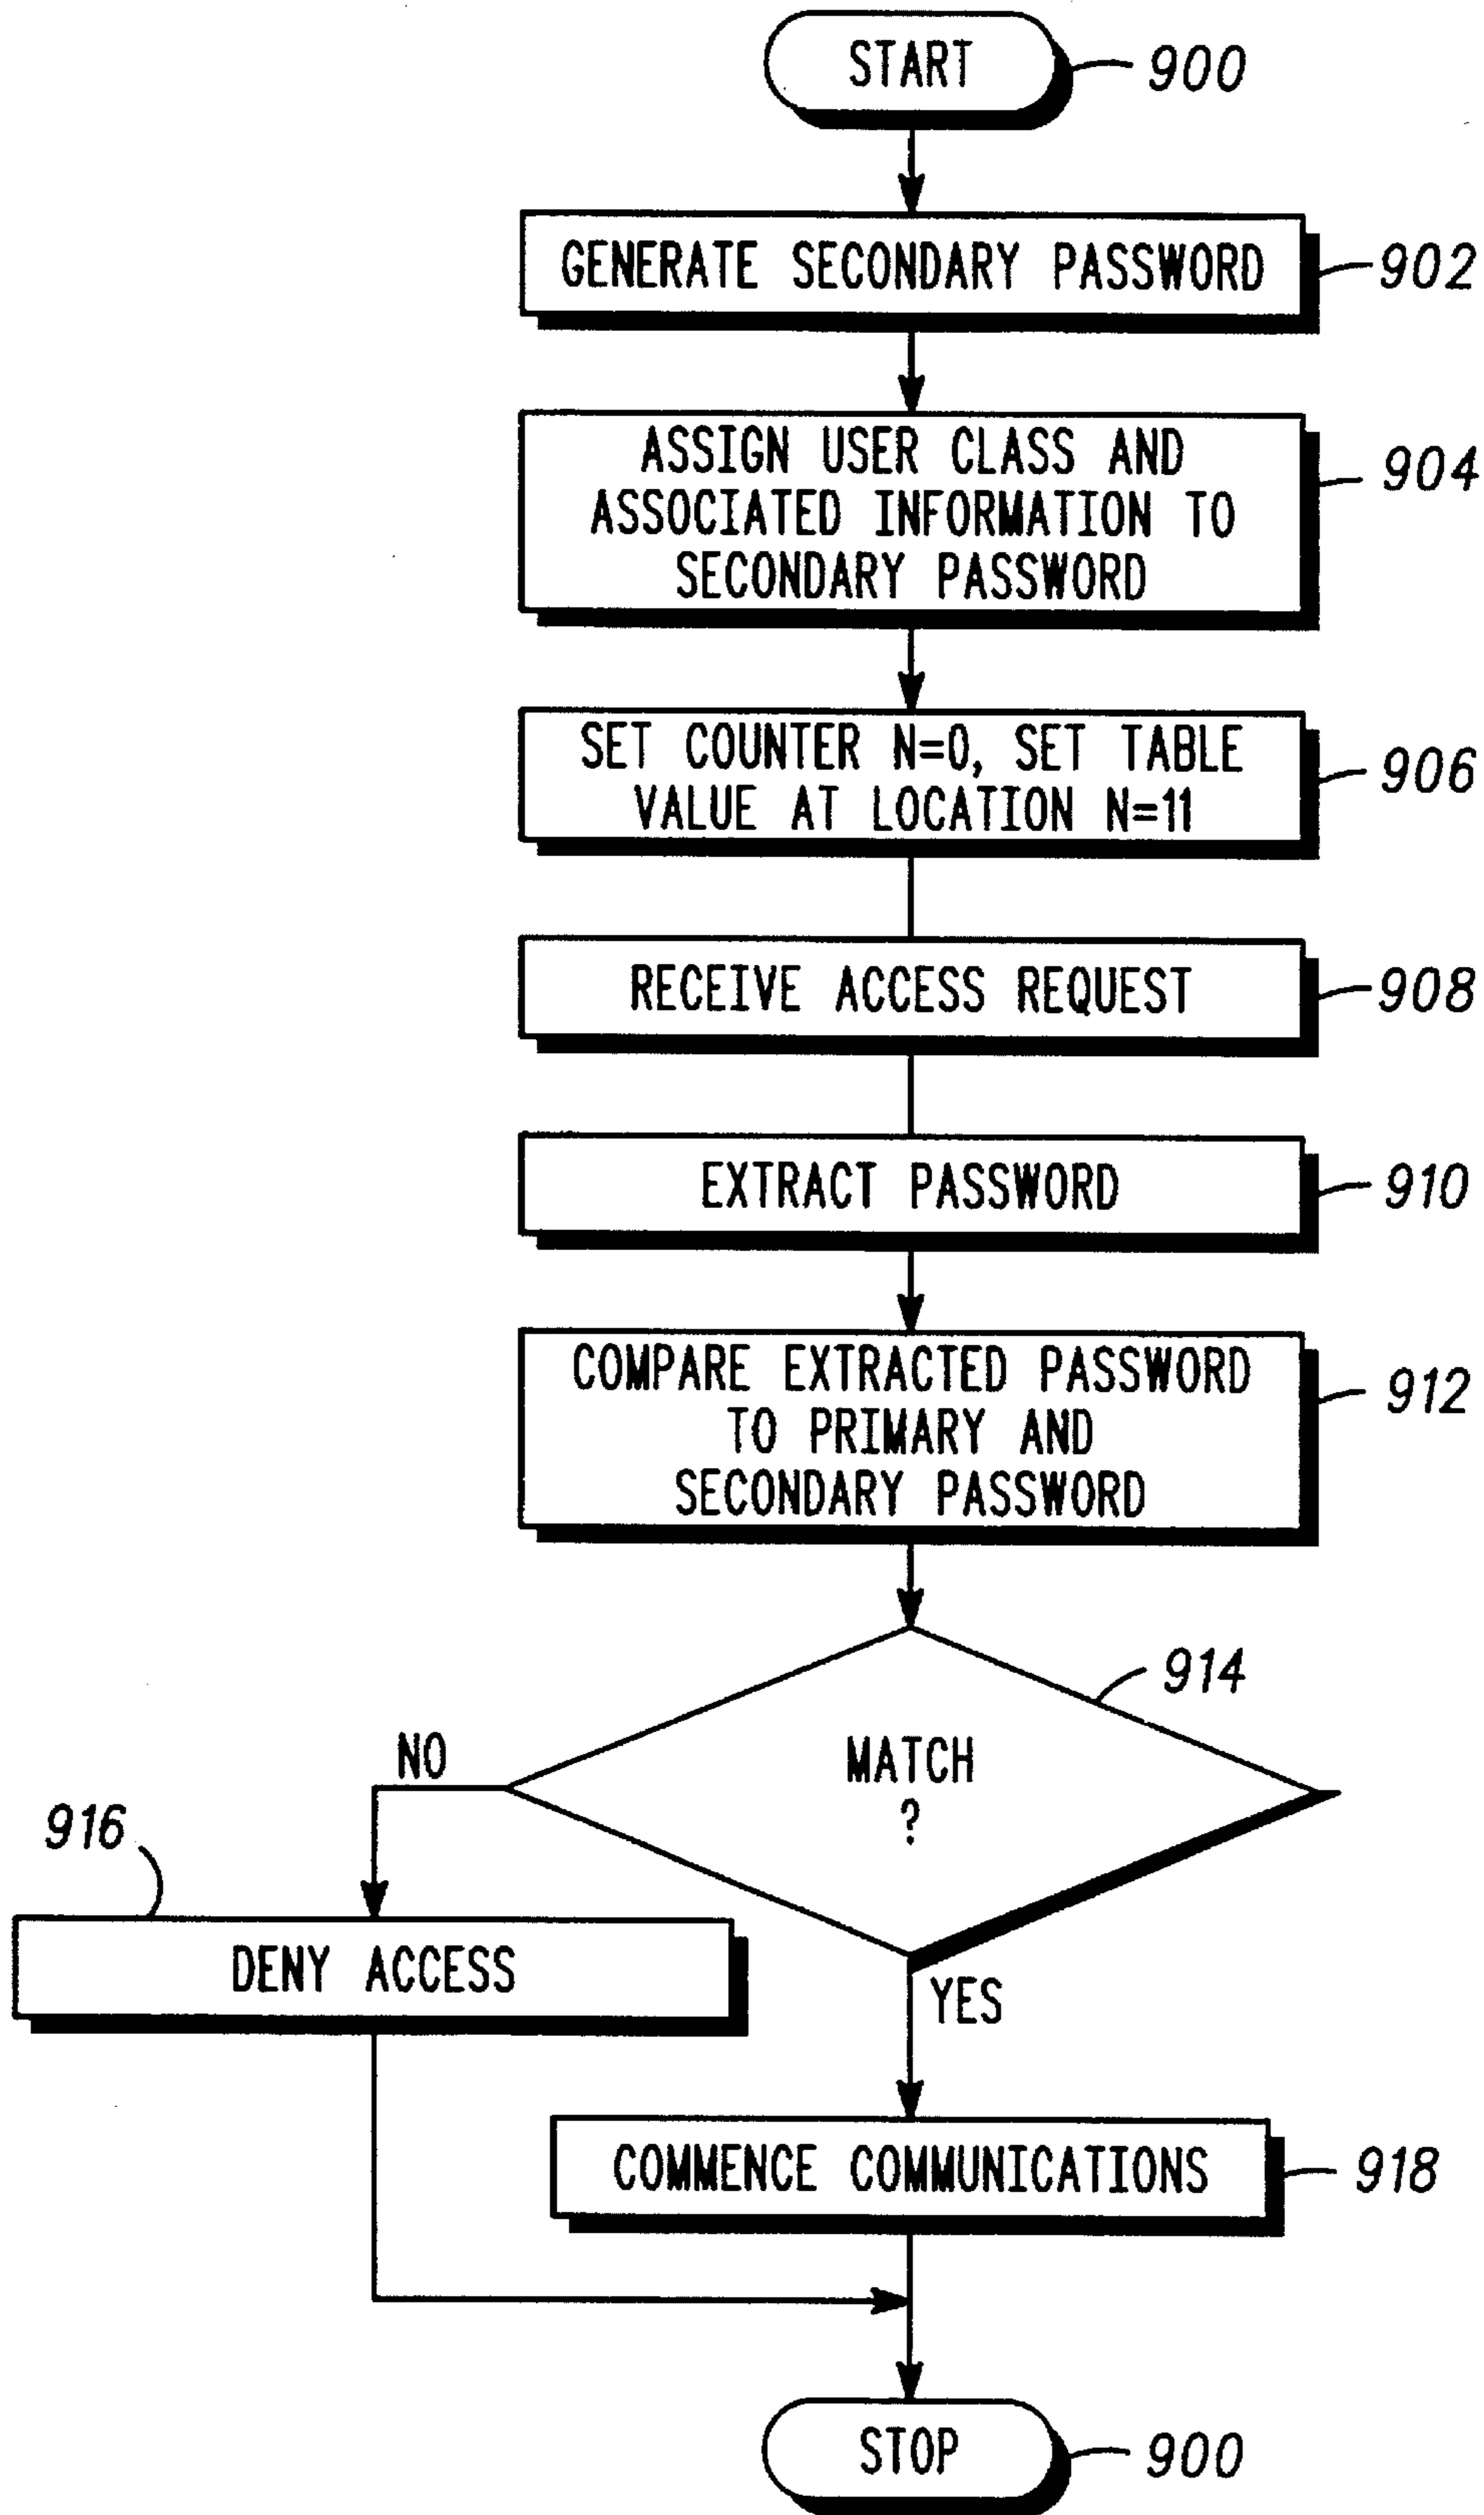 START
900
GENERATE SECONDARY PASSWORD
902
ASSIGN USER CLASS AND
ASSOCIATED INFORMATION TO
SECONDARY PASSWORD
904
SET COUNTER N=0, SET TABLE
VALUE AT LOCATION N=11
906
RECEIVE ACCESS REQUEST
908
EXTRACT PASSWORD
910
COMPARE EXTRACTED PASSWORD
TO PRIMARY AND
SECONDARY PASSWORD
912
914
MATCH
?
NO
916
DENY ACCESS
YES
COMMENCE COMMUNICATIONS
918
STOP
900